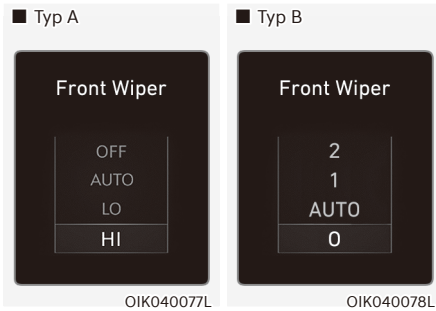 ■ Typ A
Front Wiper
OFF
AUTO
LO
HI
OIK040077L
■ Typ B
Front Wiper
2
1
AUTO
0
OIK040078L